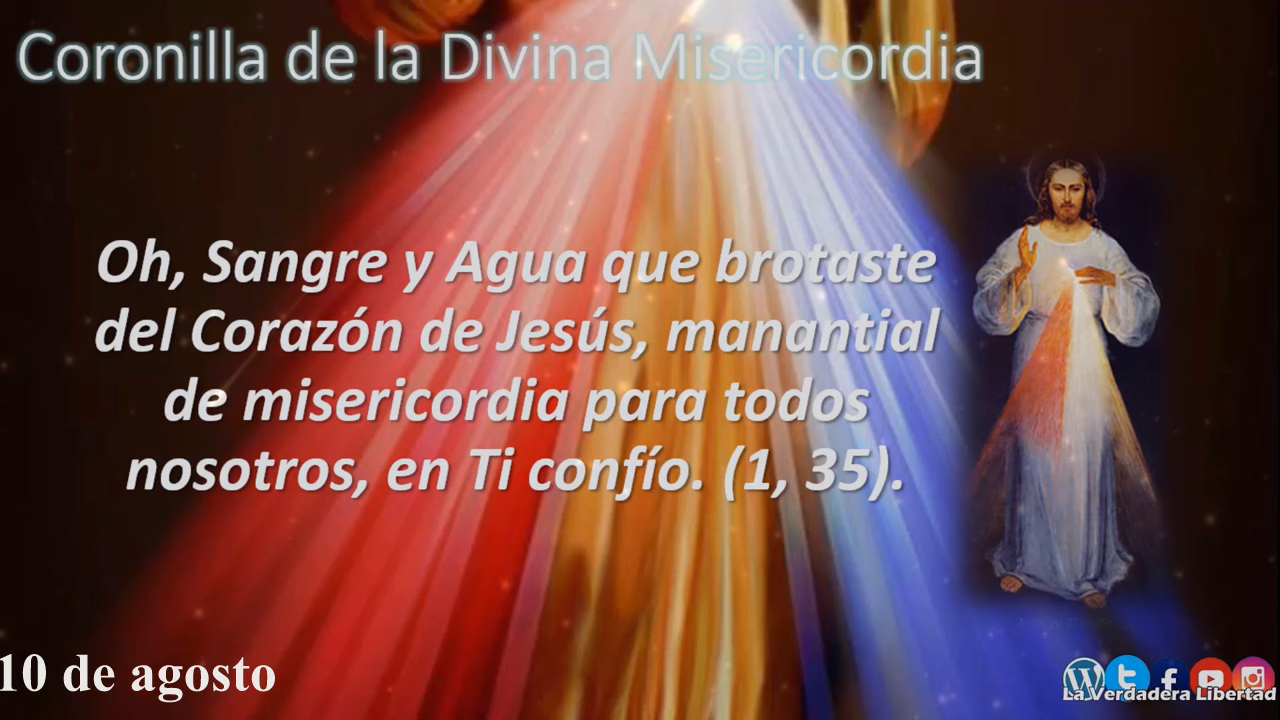 Coronilla de la Divina Misericordia
Oh, Sangre y Agua que brotaste
del Corazón de Jesús, manantial
de misericordia para todos
nosotros, en Ti confío. (1, 35).
10 de agosto
La Verdadera Libertad